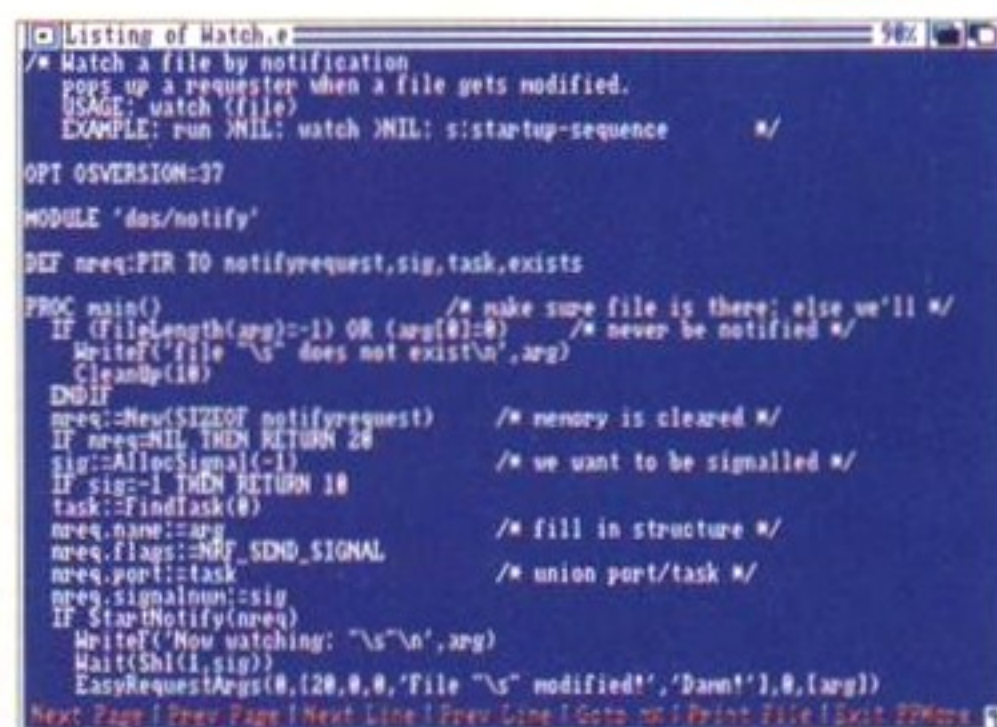 Listing of Watch.e 90%
/* Watch a file by notification
pops up a requester when a file gets modified.
USAGE: watch (file)
EXAMPLE: run >NIL: watch >NIL: s:startup-sequence */
OPT OSVERSION=37
MODULE 'dos/notify'
DEF nreq:PTR TO notifyrequest,sig,task,exists
PROC main() /* make sure file is there: else we'll */
IF (FileLength(arg)=-1) OR (arg[0]=0) /* never be notified */
WriteF('file "\s" does not exist\n',arg)
CleanUp(10)
ENDIF
nreq:=New(SIZEOF notifyrequest) /* memory is cleared */
IF nreq=NIL THEN RETURN 20
sig:=AllocSignal(-1) /* we want to be signalled */
IF sig=-1 THEN RETURN 10
task:=FindTask(0)
nreq.name:=arg /* fill in structure */
nreq.flags:=NRF_SEND_SIGNAL
nreq.port:=task /* union port/task */
nreq.signalnum:=sig
IF StartNotify(nreq)
WriteF('Now watching: "\s"\n',arg)
Wait(Shl(1,sig))
EasyRequestArgs(0,[20,0,0,'File "\s" modified!','Damn!'],0,[arg])
Next Page | Prev Page | Next Line | Prev Line | Goto | Print File | Exit PPMore